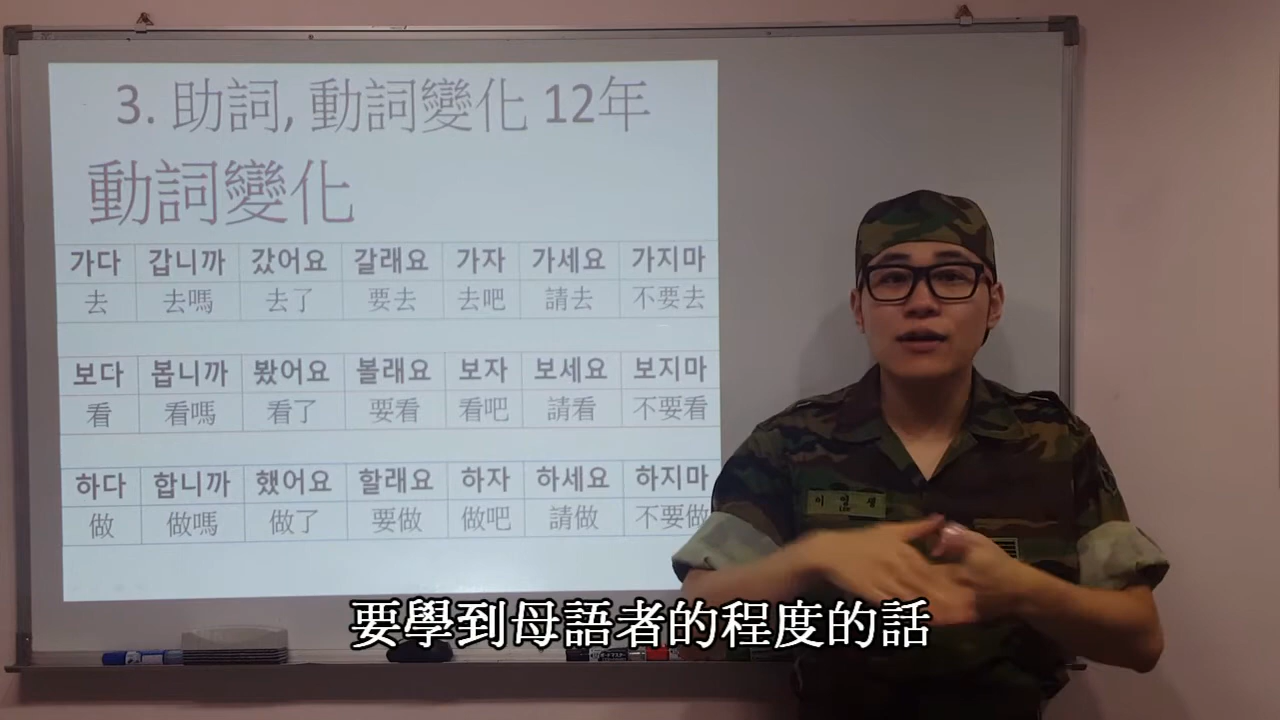 3. 助詞, 動詞變化 12年
動詞變化
가다 갑니까 갔어요 갈래요 가자 가세요 가지마
去 去嗎 去了 要去 去吧 請去 不要去
보다 봅니까 봤어요 볼래요 보자 보세요 보지마
看 看嗎 看了 要看 看吧 請看 不要看
하다 합니까 했어요 할래요 하자 하세요 하지마
做 做嗎 做了 要做 做吧 請做 不要做
LEE
要學到母語者的程度的話